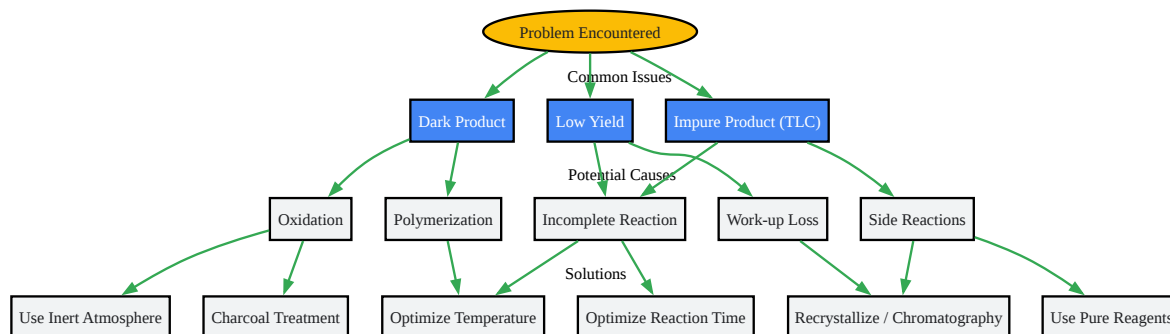 Problem Encountered
Common Issues
Dark Product
Low Yield
Impure Product (TLC)
Potential Causes
Oxidation
Polymerization
Incomplete Reaction
Work-up Loss
Side Reactions
Solutions
Use Inert Atmosphere
Charcoal Treatment
Optimize Temperature
Optimize Reaction Time
Recrystallize / Chromatography
Use Pure Reagents